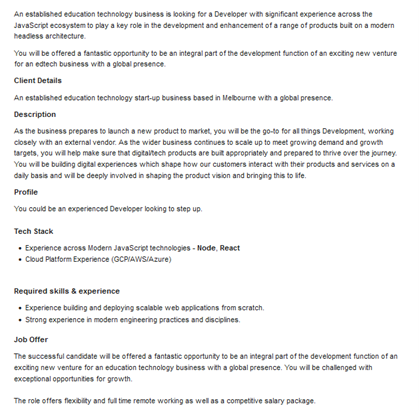 An established education technology business is looking for a Developer with significant experience across the
JavaScript ecosystem to play a key role in the development and enhancement of a range of products built on a modern
headless architecture.
You will be offered a fantastic opportunity to be an integral part of the development function of an exciting new venture
for an edtech business with a global presence.
Client Details
An established education technology start-up business based in Melbourne with a global presence.
Description
As the business prepares to launch a new product to market, you will be the go-to for all things Development, working
closely with an external vendor. As the wider business continues to scale up to meet growing demand and growth
targets, you will help make sure that digital/tech products are built appropriately and prepared to thrive over the journey.
You will be building digital experiences which shape how our customers interact with their products and services on a
daily basis and will be deeply involved in shaping the product vision and bringing this to life.
Profile
You could be an experienced Developer looking to step up.
Tech Stack
• Experience across Modern JavaScript technologies - Node, React
• Cloud Platform Experience (GCP/AWS/Azure)
Required skills & experience
• Experience building and deploying scalable web applications from scratch.
• Strong experience in modern engineering practices and disciplines.
Job Offer
The successful candidate will be offered a fantastic opportunity to be an integral part of the development function of an
exciting new venture for an education technology business with a global presence. You will be challenged with
exceptional opportunities for growth.
The role offers flexibility and full time remote working as well as a competitive salary package.